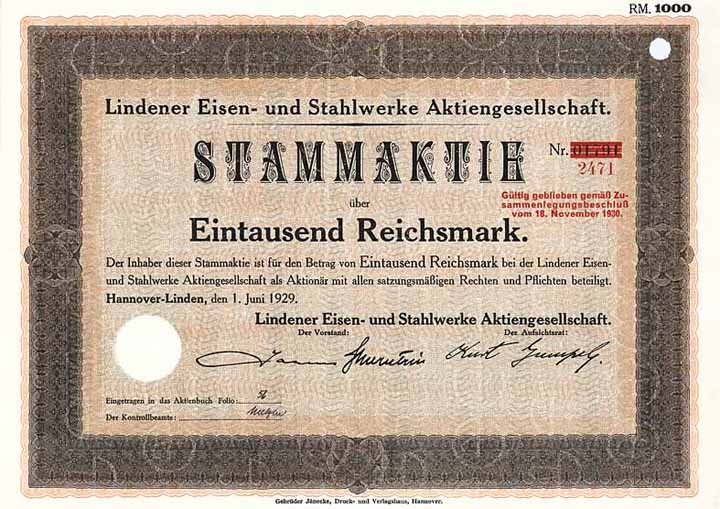 RM. 1000
Lindener Eisen- und Stahlwerke Aktiengesellschaft.
STAMMAKTIE
Nr. 01791
2471
über
Gültig geblieben gemäß Zu-
sammenlegungsbeschluß
vom 18. November 1930.
Eintausend Reichsmark.
Der Inhaber dieser Stammaktie ist für den Betrag von Eintausend Reichsmark bei der Lindener Eisen-
und Stahlwerke Aktiengesellschaft als Aktionär mit allen satzungsmäßigen Rechten und Pflichten beteiligt.
Hannover-Linden, den 1. Juni 1929.
Lindener Eisen- und Stahlwerke Aktiengesellschaft.
Der Vorstand: Der Aufsichtsrat:
Kurt Gumpel.
Eingetragen in das Aktienbuch Folio:
Der Kontrollbeamte:
Gebrüder Jänecke, Druck- und Verlagshaus, Hannover.